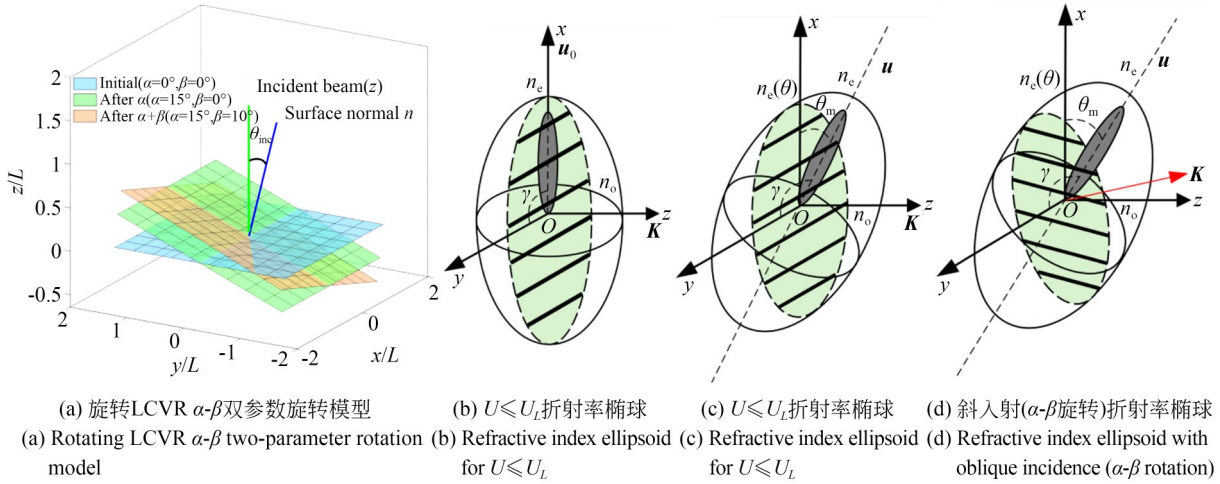 (a)
(b)
(c)
(d)
Initial(α=0°,β=0°)
After α(α=15°,β=0°)
After α+β(α=15°,β=10°)
Incident beam(z)
Surface normal n
θinc
z/L
2
1.5
1
0.5
0
-0.5
y/L
2
1
0
-1
-2
x/L
-2
0
2
x
u0
ne
no
γ
O
z
K
y
x
ne
u
ne(θ)
θm
γ
O
z
no
K
y
x
ne
u
ne(θ)
θm
γ
K
O
z
no
y
(a) 旋转LCVR α-β双参数旋转模型
(b) U⩽UL折射率椭球
(c) U⩽UL折射率椭球
(d) 斜入射(α-β旋转)折射率椭球
(a) Rotating LCVR α-β two-parameter rotation
model
(b) Refractive index ellipsoid
for U⩽UL
(c) Refractive index ellipsoid
for U⩽UL
(d) Refractive index ellipsoid with
oblique incidence (α-β rotation)